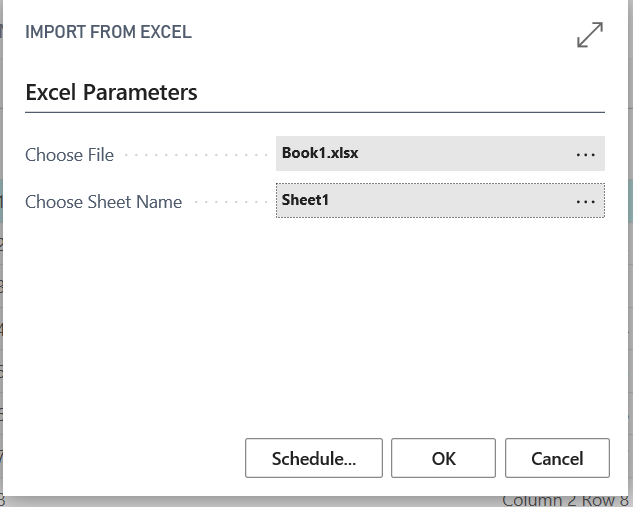 IMPORT FROM EXCEL
Excel Parameters
Choose File Book1.xlsx ...
Choose Sheet Name Sheet1 ...
Schedule... OK Cancel
Column 2 Row 8